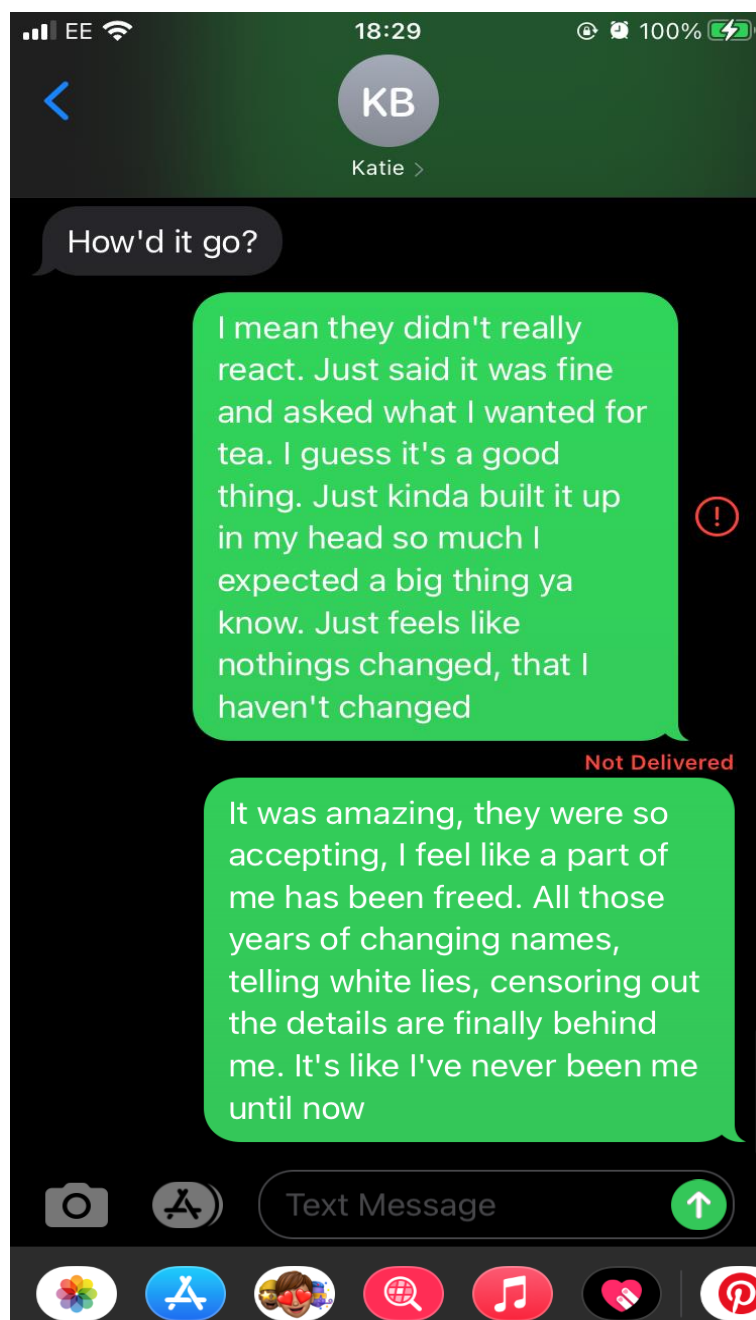 EE
18:29
100%
KB
Katie
How'd it go?
I mean they didn't really
react. Just said it was fine
and asked what I wanted for
tea. I guess it's a good
thing. Just kinda built it up
in my head so much I
expected a big thing ya
know. Just feels like
nothings changed, that I
haven't changed
!
Not Delivered
It was amazing, they were so
accepting, I feel like a part of
me has been freed. All those
years of changing names,
telling white lies, censoring out
the details are finally behind
me. It's like I've never been me
until now
Text Message